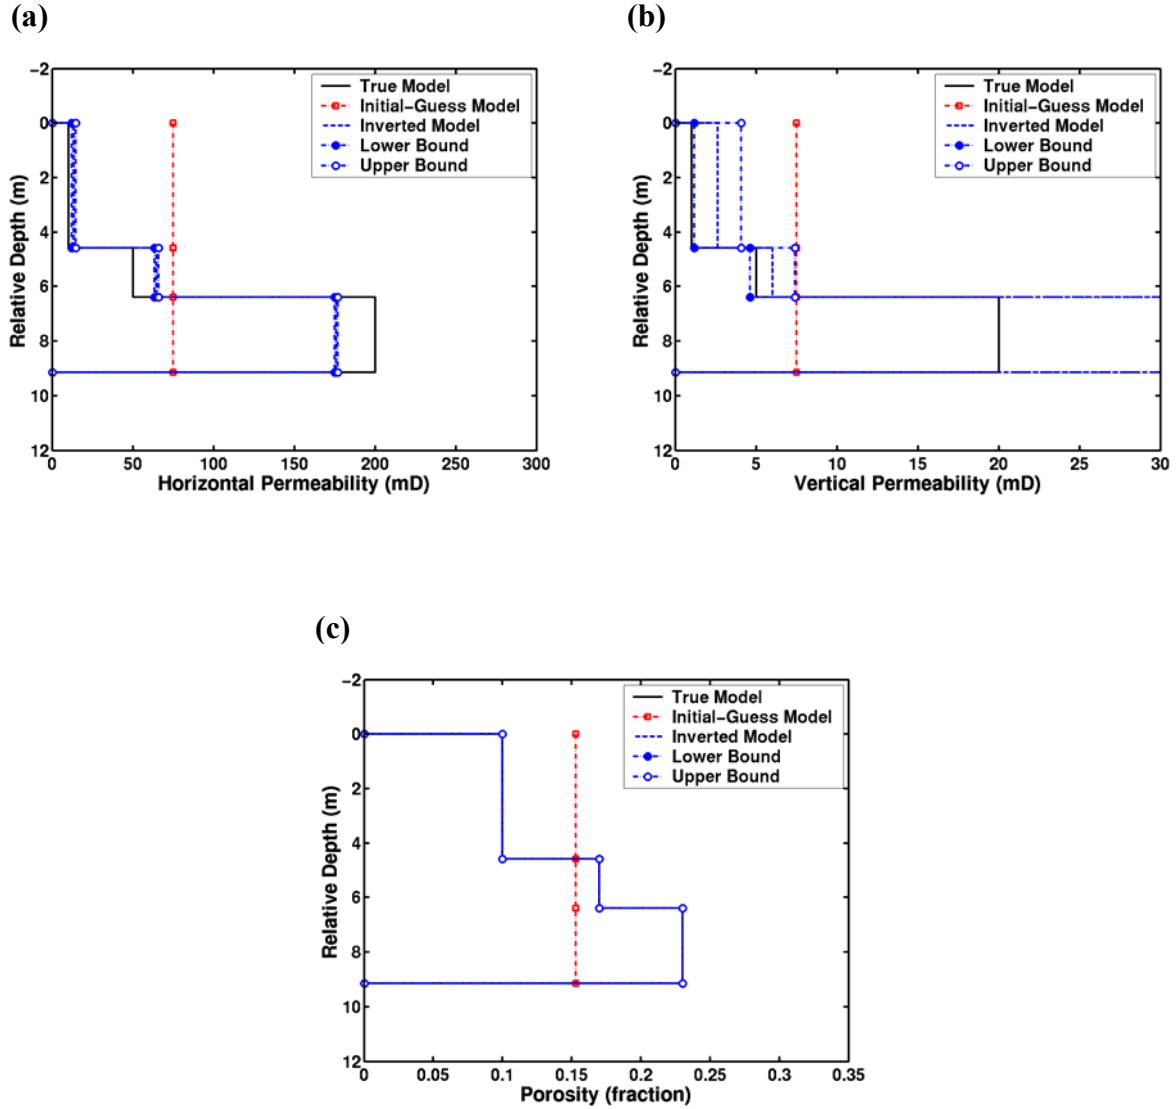 (a)
−2
0
2
4
6
8
10
12
Relative Depth (m)
True Model
Initial−Guess Model
Inverted Model
Lower Bound
Upper Bound
0 50 100 150 200 250 300
Horizontal Permeability (mD)
(b)
−2
0
2
4
6
8
10
12
Relative Depth (m)
True Model
Initial−Guess Model
Inverted Model
Lower Bound
Upper Bound
0 5 10 15 20 25 30
Vertical Permeability (mD)
(c)
−2
0
2
4
6
8
10
12
Relative Depth (m)
True Model
Initial−Guess Model
Inverted Model
Lower Bound
Upper Bound
0 0.05 0.1 0.15 0.2 0.25 0.3 0.35
Porosity (fraction)